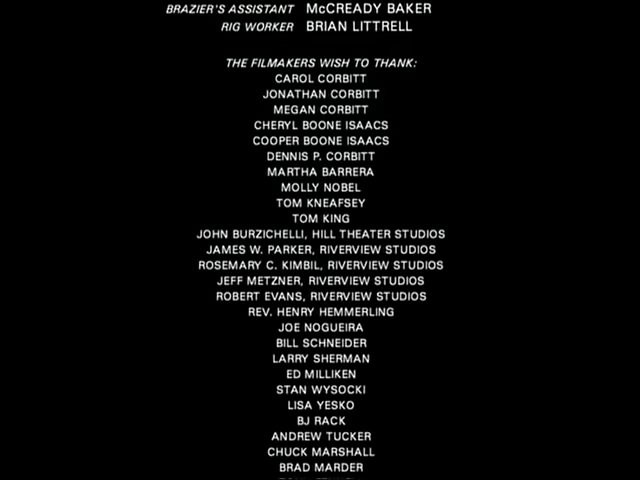 BRAZIER'S ASSISTANT McCREADY BAKER
RIG WORKER BRIAN LITTRELL
THE FILMAKERS WISH TO THANK:
CAROL CORBITT
JONATHAN CORBITT
MEGAN CORBITT
CHERYL BOONE ISAACS
COOPER BOONE ISAACS
DENNIS P. CORBITT
MARTHA BARRERA
MOLLY NOBEL
TOM KNEAFSEY
TOM KING
JOHN BURZICHELLI, HILL THEATER STUDIOS
JAMES W. PARKER, RIVERVIEW STUDIOS
ROSEMARY C. KIMBIL, RIVERVIEW STUDIOS
JEFF METZNER, RIVERVIEW STUDIOS
ROBERT EVANS, RIVERVIEW STUDIOS
REV. HENRY HEMMERLING
JOE NOGUEIRA
BILL SCHNEIDER
LARRY SHERMAN
ED MILLIKEN
STAN WYSOCKI
LISA YESKO
BJ RACK
ANDREW TUCKER
CHUCK MARSHALL
BRAD MARDER